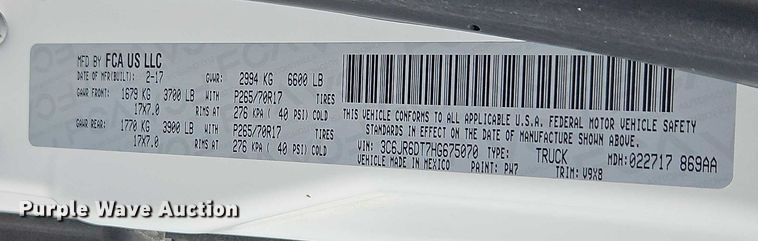 MFD BY FCA US LLC
DATE OF MFR(BUILT): 2-17 GVWR: 2994 KG 6600 LB
GAWR FRONT: 1679 KG 3700 LB WITH P265/70R17 TIRES
17X7.0 RIMS AT 276 KPA ( 40 PSI) COLD
GAWR REAR: 1770 KG 3900 LB WITH P265/70R17 TIRES
17X7.0 RIMS AT 276 KPA ( 40 PSI) COLD
THIS VEHICLE CONFORMS TO ALL APPLICABLE U.S.A. FEDERAL MOTOR VEHICLE SAFETY
STANDARDS IN EFFECT ON THE DATE OF MANUFACTURE SHOWN ABOVE.
VIN: 3C6JR6DT7HG675070 TYPE: TRUCK MDH: 022717 869AA
MADE IN MEXICO PAINT: PW7 TRIM: V9X8
Purple Wave Auction